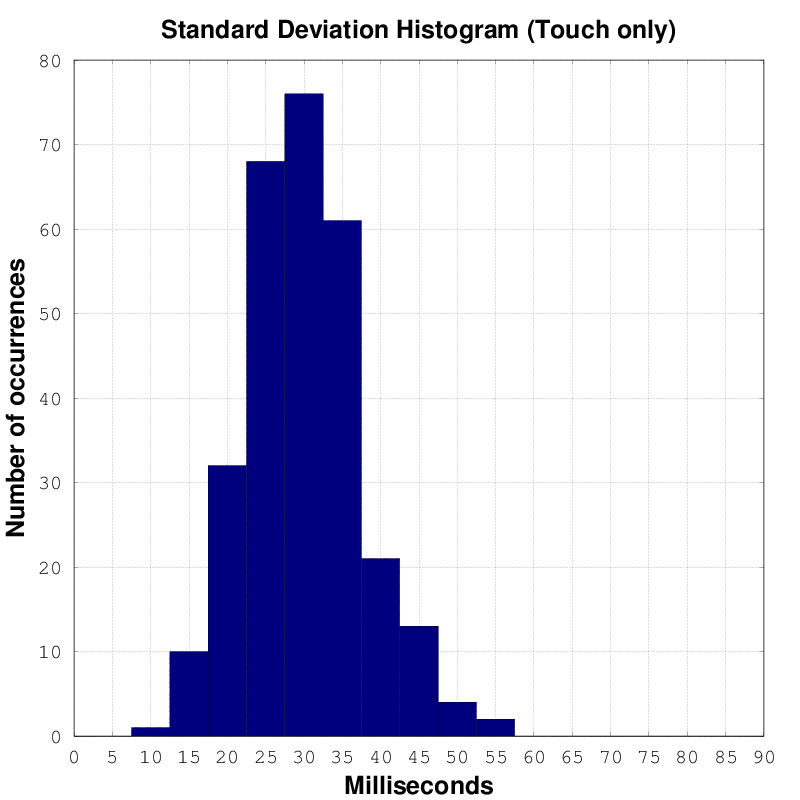 Standard Deviation Histogram (Touch only)
80
70
60
50
40
30
20
10
0
Number of occurrences
0 5 10 15 20 25 30 35 40 45 50 55 60 65 70 75 80 85 90
Milliseconds